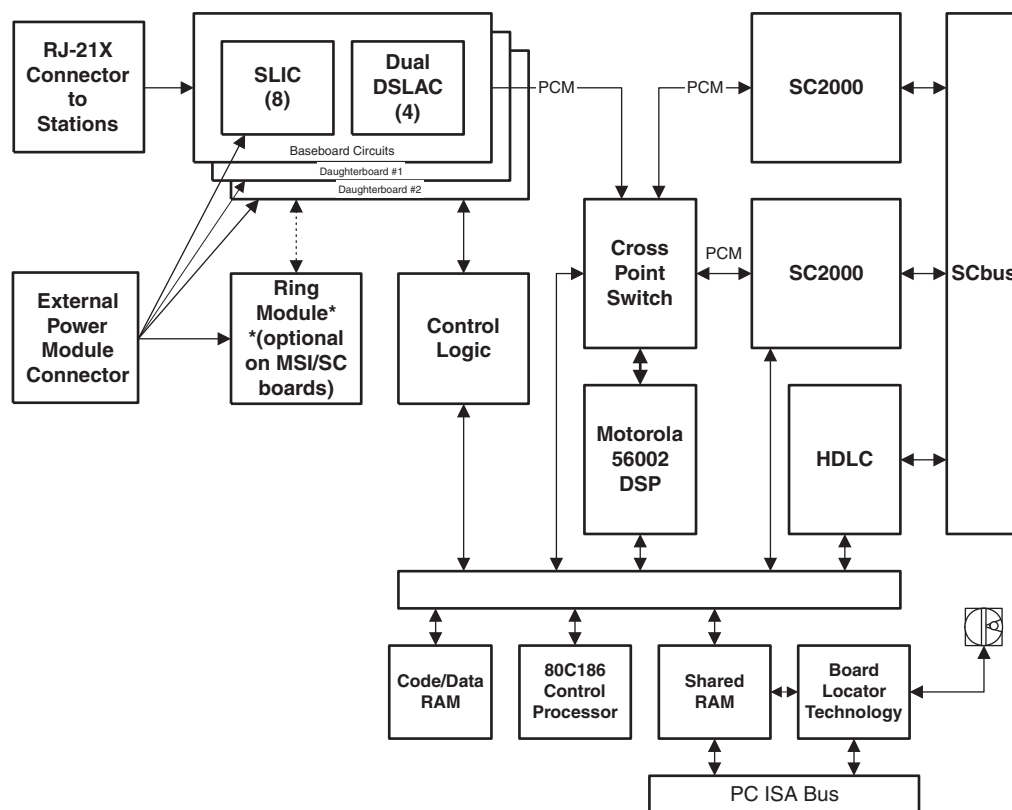 RJ-21X
Connector
to
Stations
SLIC
(8)
Dual
DSLAC
(4)
Baseboard Circuits
Daughterboard #1
Daughterboard #2
PCM
PCM
SC2000
External
Power
Module
Connector
Ring
Module*
*(optional
on MSI/SC
boards)
Control
Logic
Cross
Point
Switch
PCM
SC2000
SCbus
Motorola
56002
DSP
HDLC
Code/Data
RAM
80C186
Control
Processor
Shared
RAM
Board
Locator
Technology
PC ISA Bus